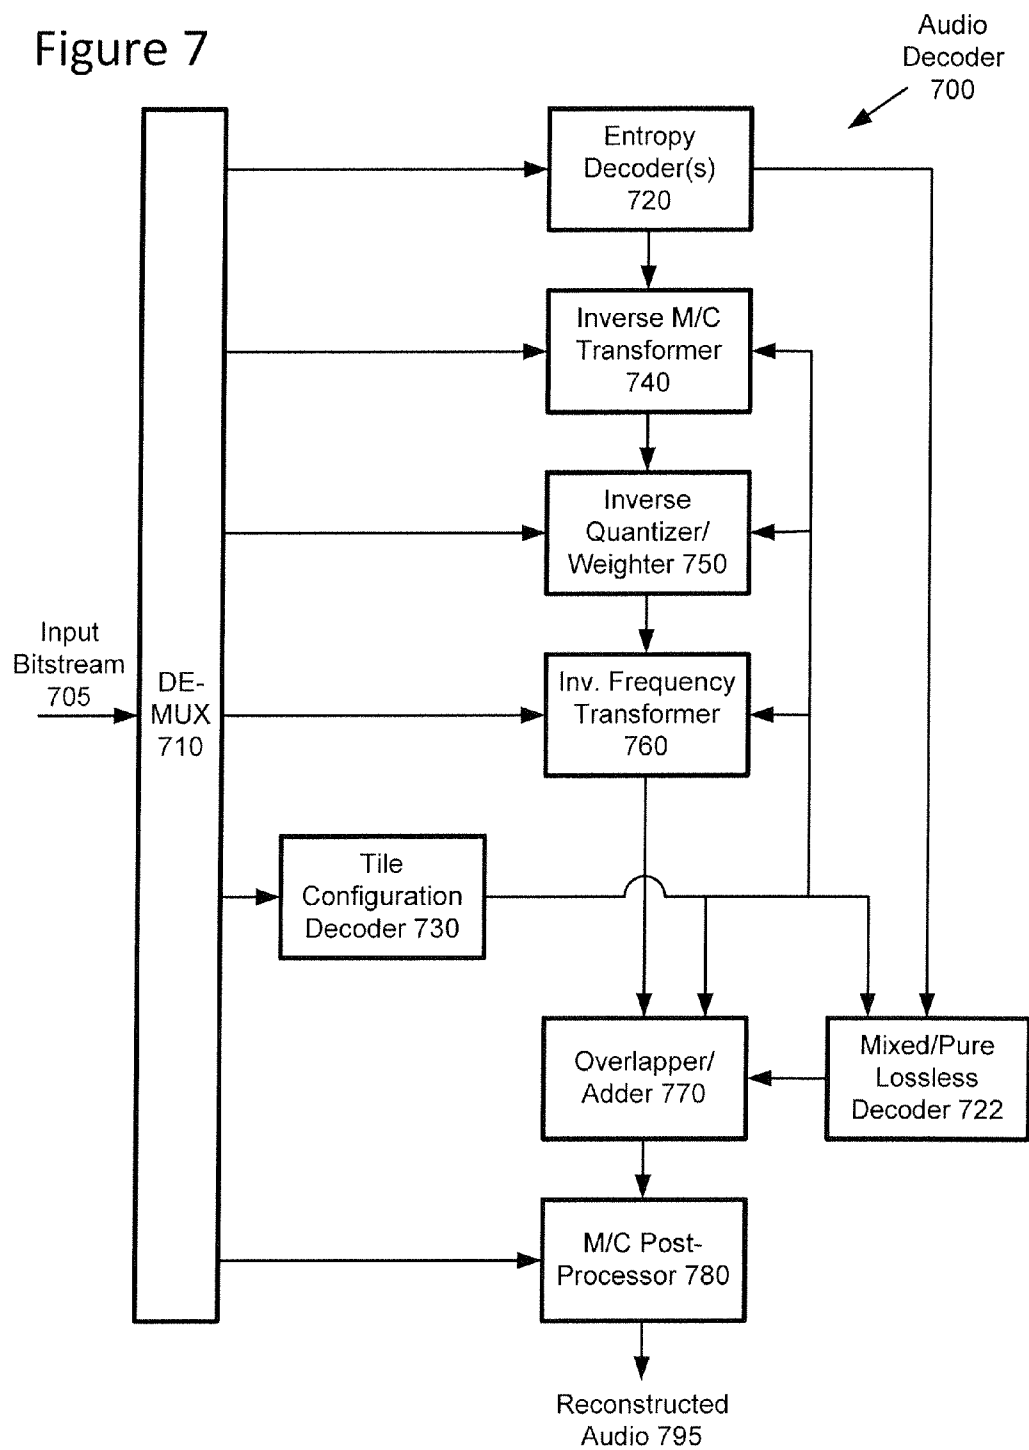 Figure 7
Audio
Decoder
700
Entropy
Decoder(s)
720
Inverse M/C
Transformer
740
Inverse
Quantizer/
Weighter 750
Input
Bitstream
705
DE-
MUX
710
Inv. Frequency
Transformer
760
Tile
Configuration
Decoder 730
Overlapper/
Adder 770
Mixed/Pure
Lossless
Decoder 722
M/C Post-
Processor 780
Reconstructed
Audio 795